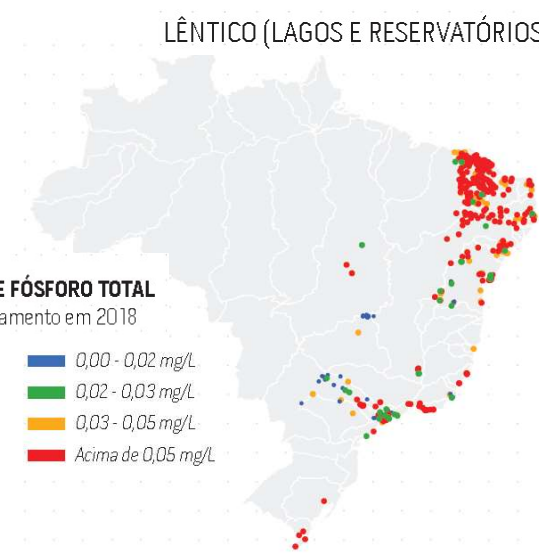 LÊNTICO (LAGOS E RESERVATÓRIOS
E FÓSFORO TOTAL
amento em 2018
0,00 - 0,02 mg/L
0,02 - 0,03 mg/L
0,03 - 0,05 mg/L
Acima de 0,05 mg/L